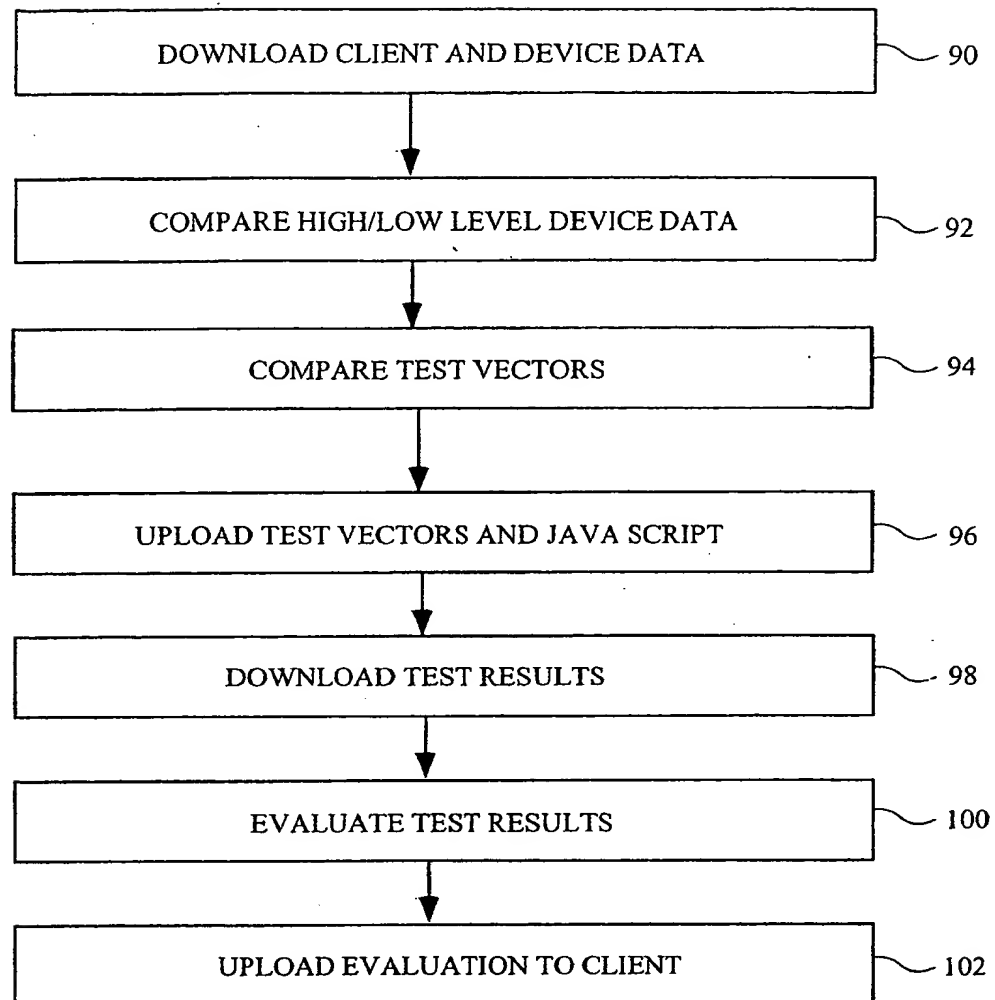 DOWNLOAD CLIENT AND DEVICE DATA 90
COMPARE HIGH/LOW LEVEL DEVICE DATA 92
COMPARE TEST VECTORS 94
UPLOAD TEST VECTORS AND JAVA SCRIPT 96
DOWNLOAD TEST RESULTS 98
EVALUATE TEST RESULTS 100
UPLOAD EVALUATION TO CLIENT 102